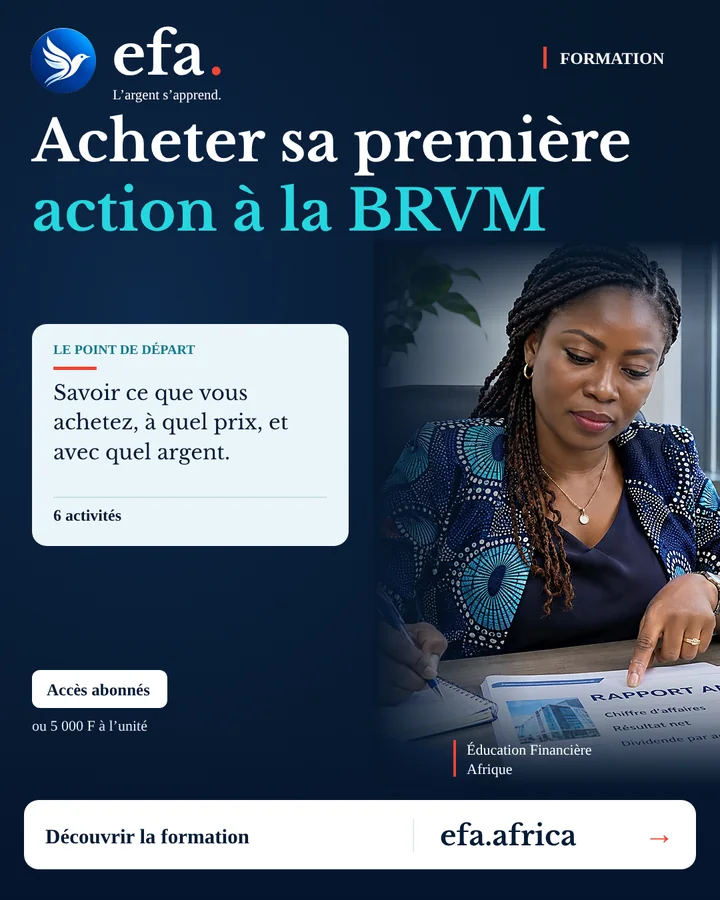 efa.
L’argent s’apprend.
FORMATION
Acheter sa première
action à la BRVM
LE POINT DE DÉPART
Savoir ce que vous
achetez, à quel prix, et
avec quel argent.
6 activités
RAPPORT
Chiffre d'affaires
Résultat net
Dividende par
Accès abonnés
ou 5 000 F à l’unité
Éducation Financière
Afrique
Découvrir la formation
efa.africa
→